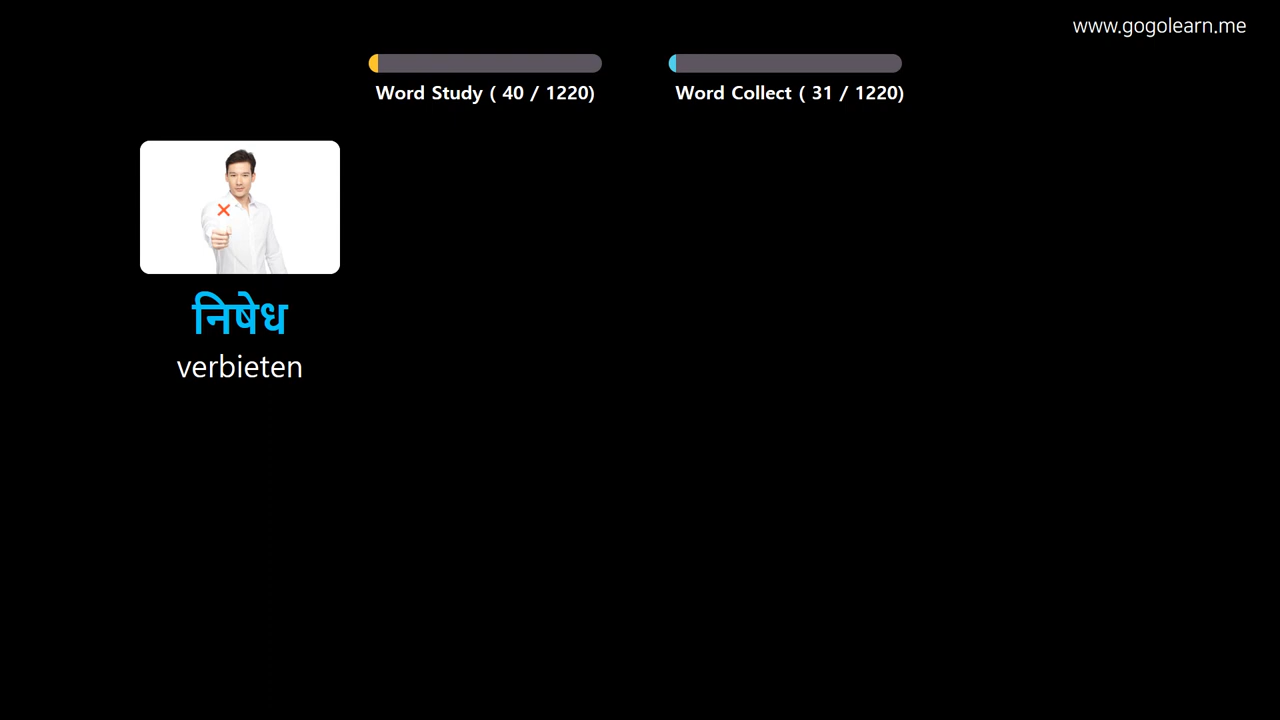 www.gogolearn.me
Word Study ( 40 / 1220)
Word Collect ( 31 / 1220)
निषेध
verbieten